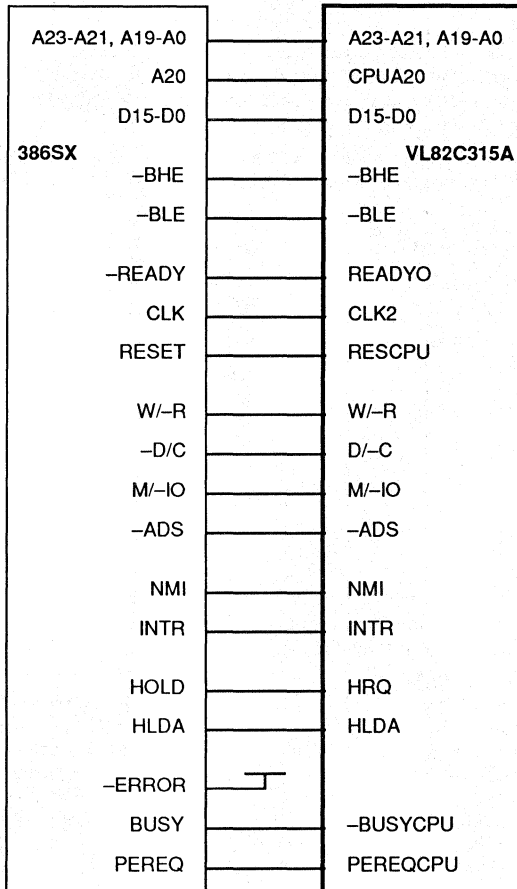 A23-A21, A19-A0 A23-A21, A19-A0
A20 CPUA20
D15-D0 D15-D0
386SX VL82C315A
–BHE –BHE
–BLE –BLE
–READY READYO
CLK CLK2
RESET RESCPU
W/–R W/–R
–D/C D/–C
M/–IO M/–IO
–ADS –ADS
NMI NMI
INTR INTR
HOLD HRQ
HLDA HLDA
–ERROR
BUSY –BUSYCPU
PEREQ PEREQCPU